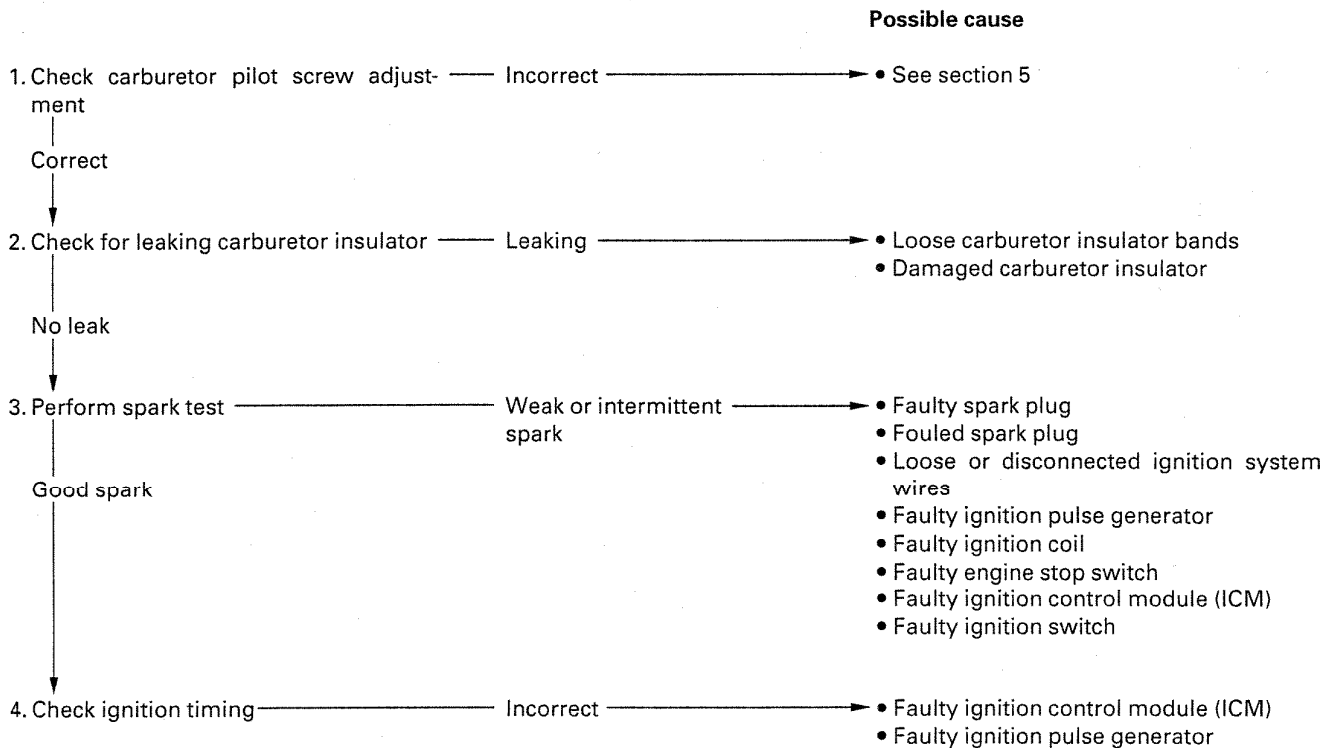 Possible cause
1. Check carburetor pilot screw adjust-
ment
Incorrect
• See section 5
Correct
2. Check for leaking carburetor insulator
Leaking
• Loose carburetor insulator bands
• Damaged carburetor insulator
No leak
3. Perform spark test
Weak or intermittent
spark
• Faulty spark plug
• Fouled spark plug
• Loose or disconnected ignition system
wires
• Faulty ignition pulse generator
• Faulty ignition coil
• Faulty engine stop switch
• Faulty ignition control module (ICM)
• Faulty ignition switch
Good spark
4. Check ignition timing
Incorrect
• Faulty ignition control module (ICM)
• Faulty ignition pulse generator